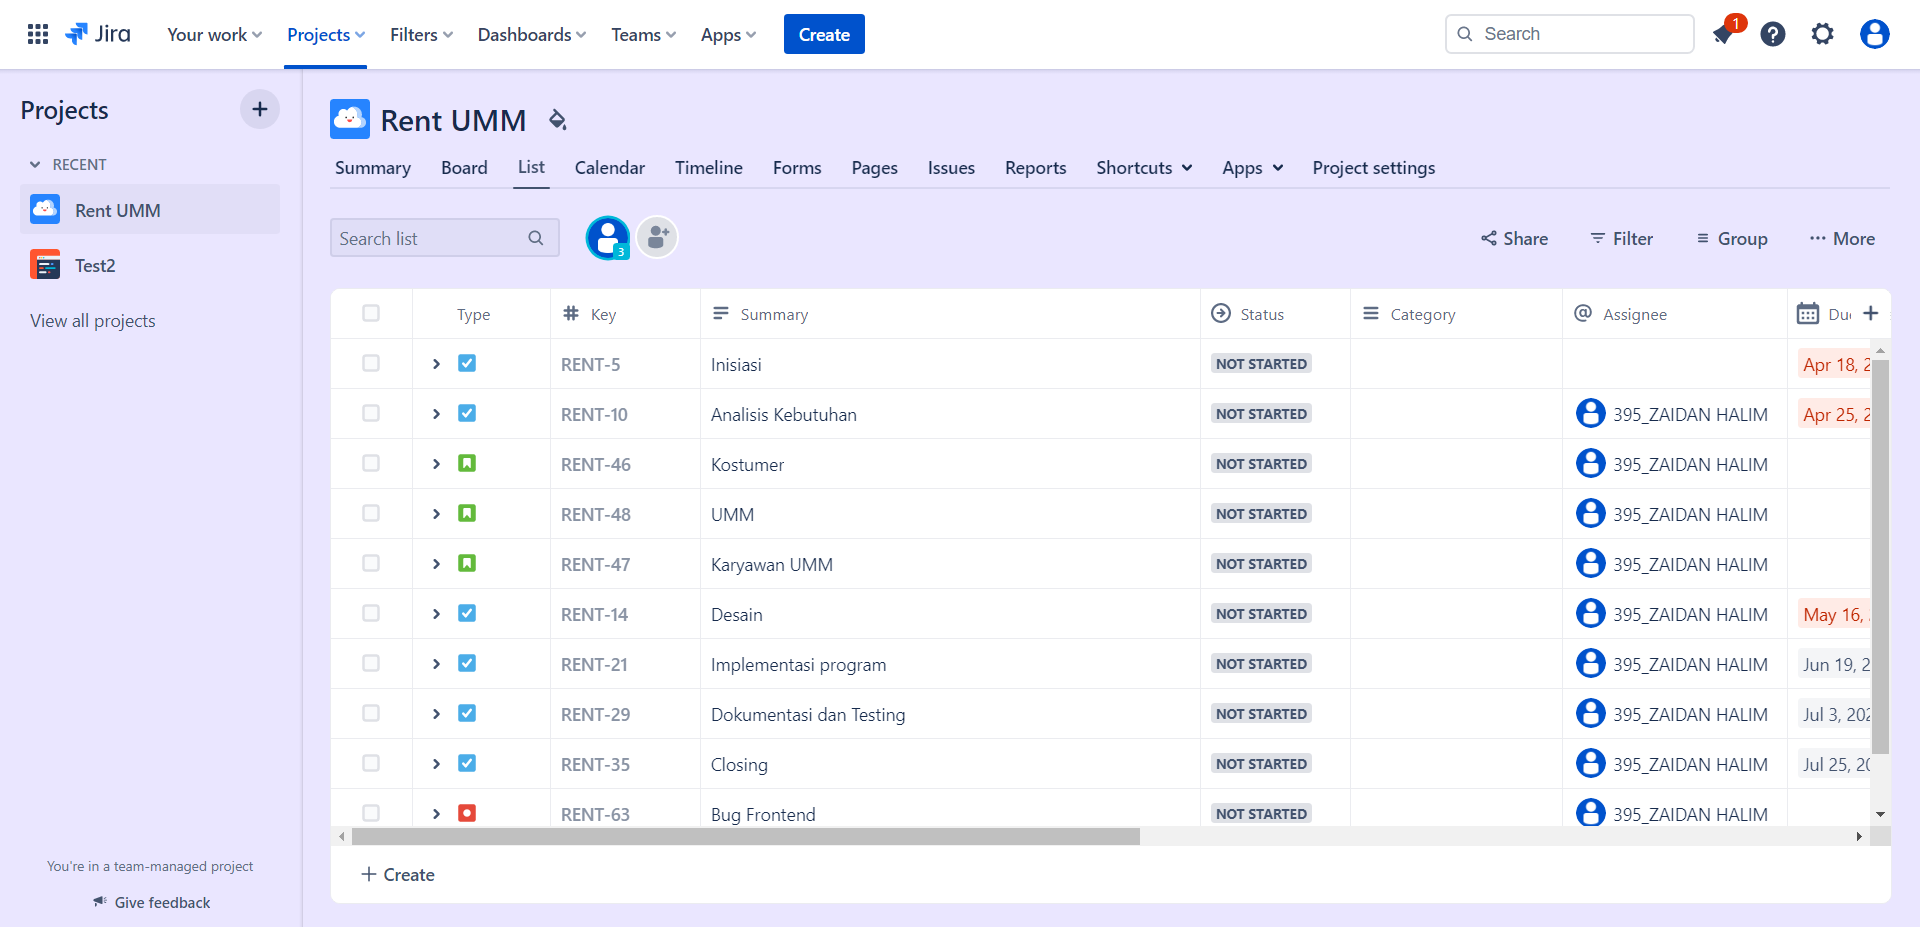 Jira Your work Projects Filters Dashboards Teams Apps Create Search 1
Projects
RECENT
Rent UMM
Test2
View all projects
You're in a team-managed project
Give feedback
Rent UMM
Summary Board List Calendar Timeline Forms Pages Issues Reports Shortcuts Apps Project settings
Search list 3 Share Filter Group More
Type Key Summary Status Category Assignee
RENT-5 Inisiasi NOT STARTED Apr 18, 2
RENT-10 Analisis Kebutuhan NOT STARTED 395_ZAIDAN HALIM Apr 25, 2
RENT-46 Kostumer NOT STARTED 395_ZAIDAN HALIM
RENT-48 UMM NOT STARTED 395_ZAIDAN HALIM
RENT-47 Karyawan UMM NOT STARTED 395_ZAIDAN HALIM
RENT-14 Desain NOT STARTED 395_ZAIDAN HALIM May 16,
RENT-21 Implementasi program NOT STARTED 395_ZAIDAN HALIM Jun 19, 2
RENT-29 Dokumentasi dan Testing NOT STARTED 395_ZAIDAN HALIM Jul 3, 202
RENT-35 Closing NOT STARTED 395_ZAIDAN HALIM Jul 25, 20
RENT-63 Bug Frontend NOT STARTED 395_ZAIDAN HALIM
+ Create